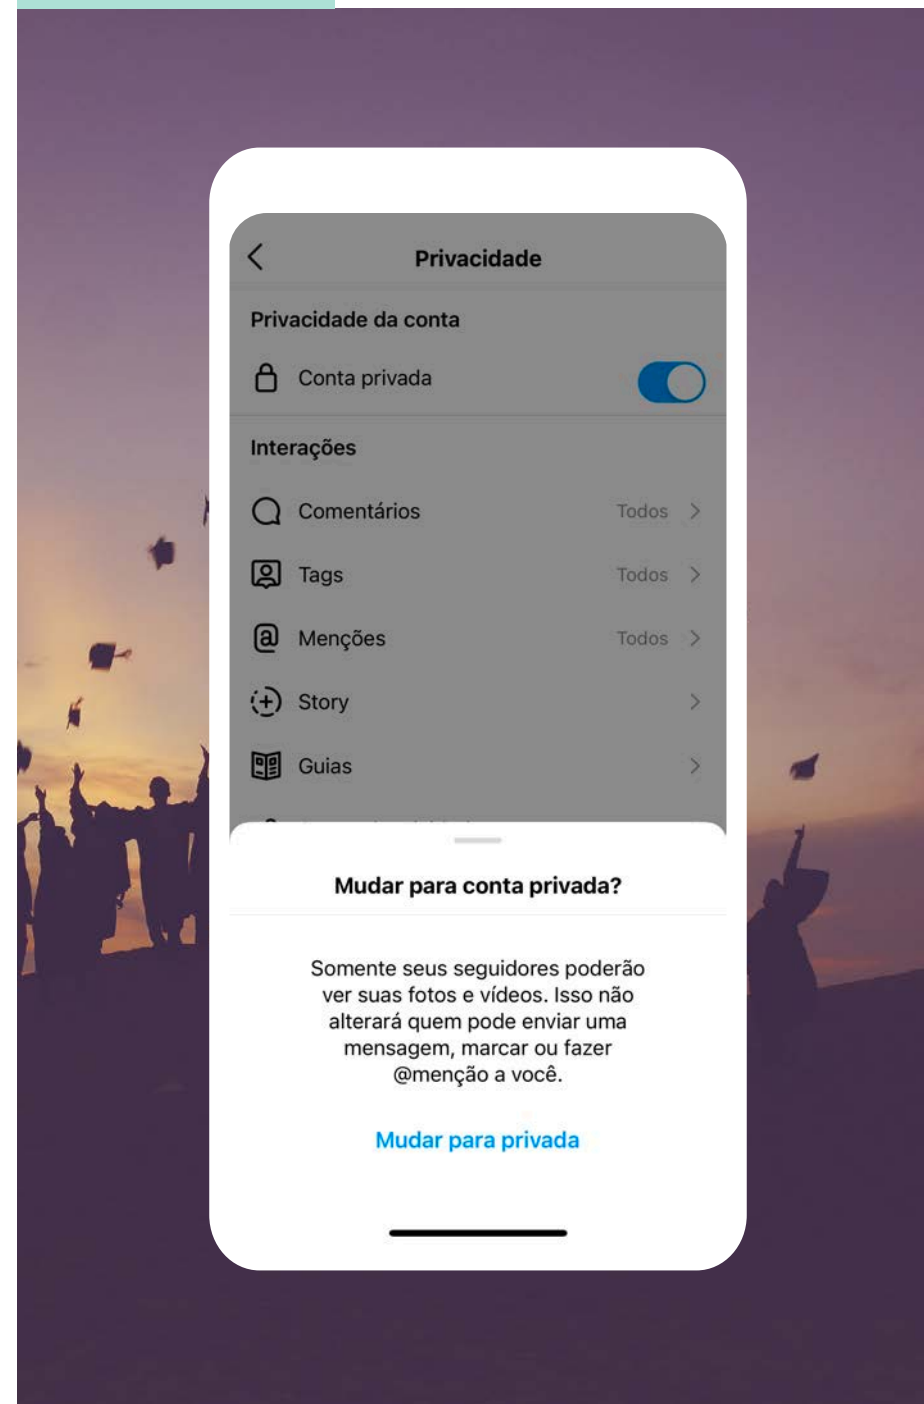 Privacidade
Privacidade da conta
Conta privada
Interações
Comentários Todos
Tags Todos
Menções Todos
Story
Guias
Mudar para conta privada?
Somente seus seguidores poderão
ver suas fotos e vídeos. Isso não
alterará quem pode enviar uma
mensagem, marcar ou fazer
@menção a você.
Mudar para privada